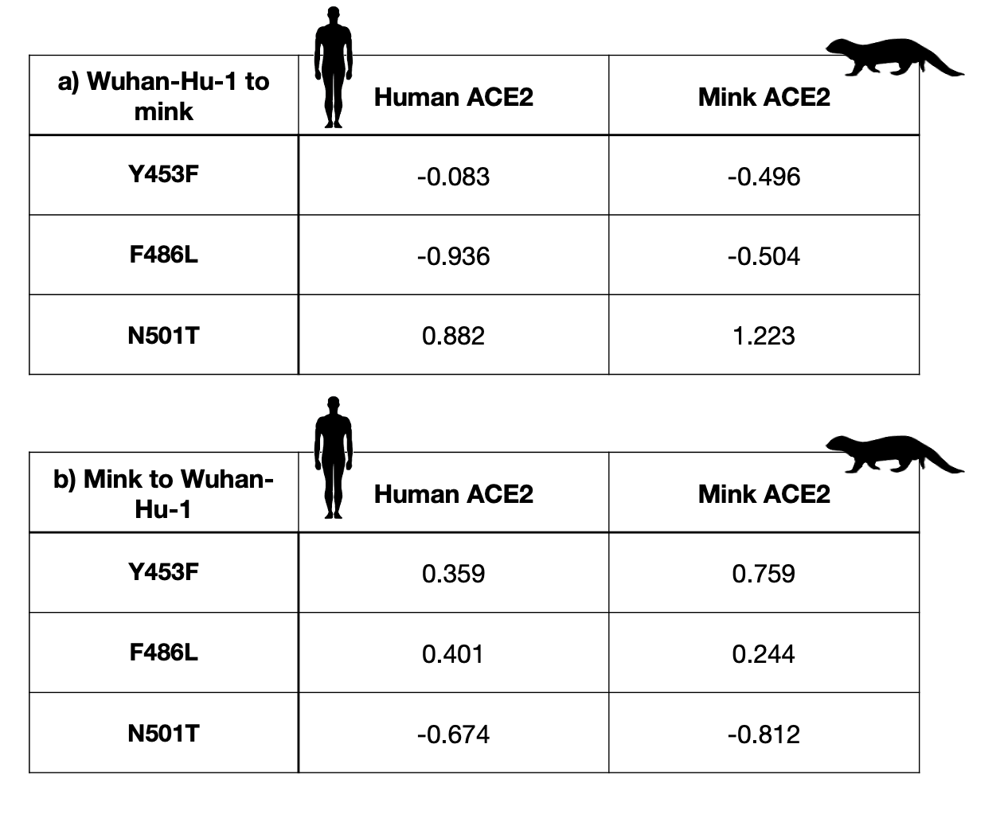 a) Wuhan-Hu-1 to
mink
Human ACE2
Mink ACE2
Y453F
-0.083
-0.496
F486L
-0.936
-0.504
N501T
0.882
1.223
b) Mink to Wuhan-
Hu-1
Human ACE2
Mink ACE2
Y453F
0.359
0.759
F486L
0.401
0.244
N501T
-0.674
-0.812